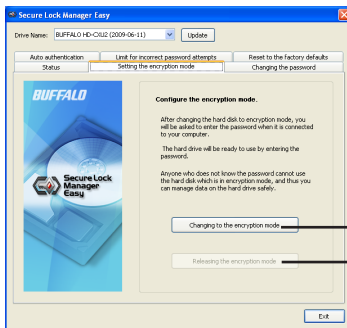 Secure Lock Manager Easy
Drive Name: BUFFALO HD-CXU2 (2009-06-11) Update
Auto authentication Limit for incorrect password attempts Reset to the factory defaults
Status Setting the encryption mode Changing the password
BUFFALO
Secure Lock
Manager
Easy
Configure the encryption mode.
After changing the hard disk to encryption mode, you
will be asked to enter the password when it is connected
to your computer.
The hard drive will be ready to use by entering the
password.
Anyone who does not know the password cannot use
the hard disk which is in encryption mode, and thus you
can manage data on the hard drive safely.
Changing to the encryption mode
Releasing the encryption mode
Exit